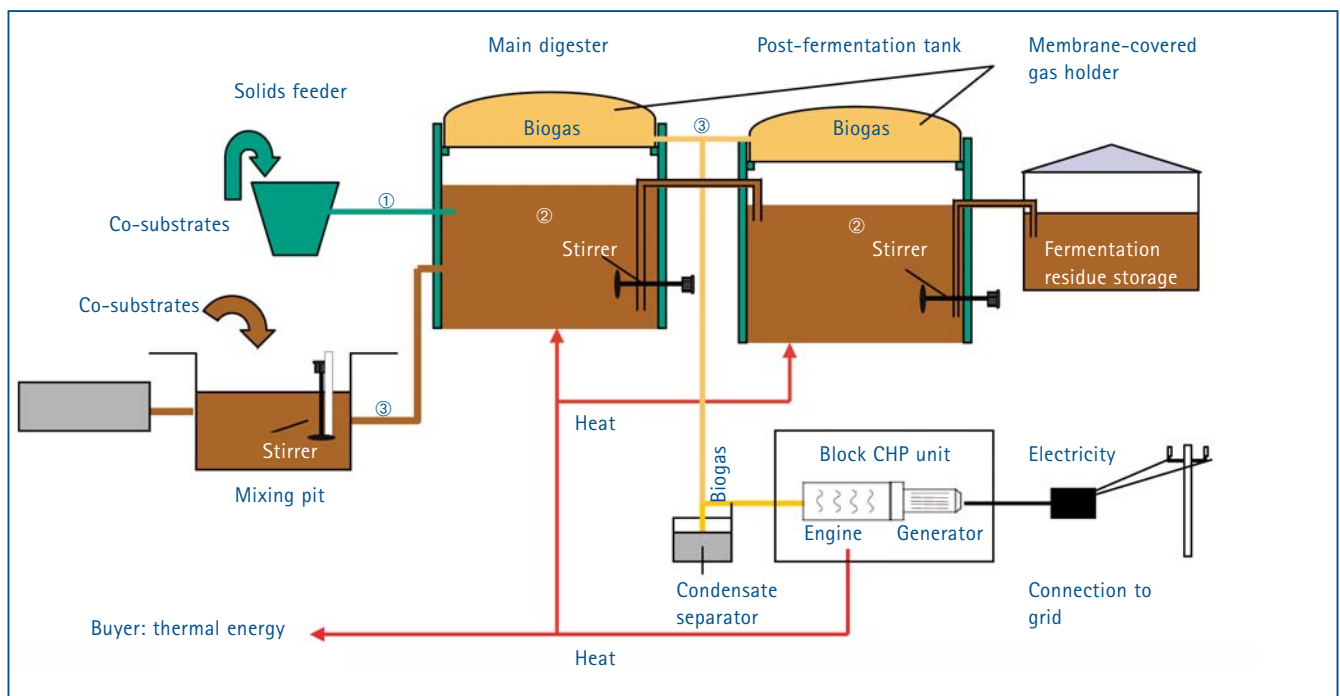 Main digester
Post-fermentation tank
Membrane-covered
gas holder
Solids feeder
Biogas
③
Biogas
①
②
②
Co-substrates
Stirrer
Stirrer
Fermentation
residue storage
Co-substrates
③
Heat
Stirrer
Mixing pit
Biogas
Block CHP unit
Electricity
Engine
Generator
Condensate
separator
Connection to
grid
Buyer: thermal energy
Heat